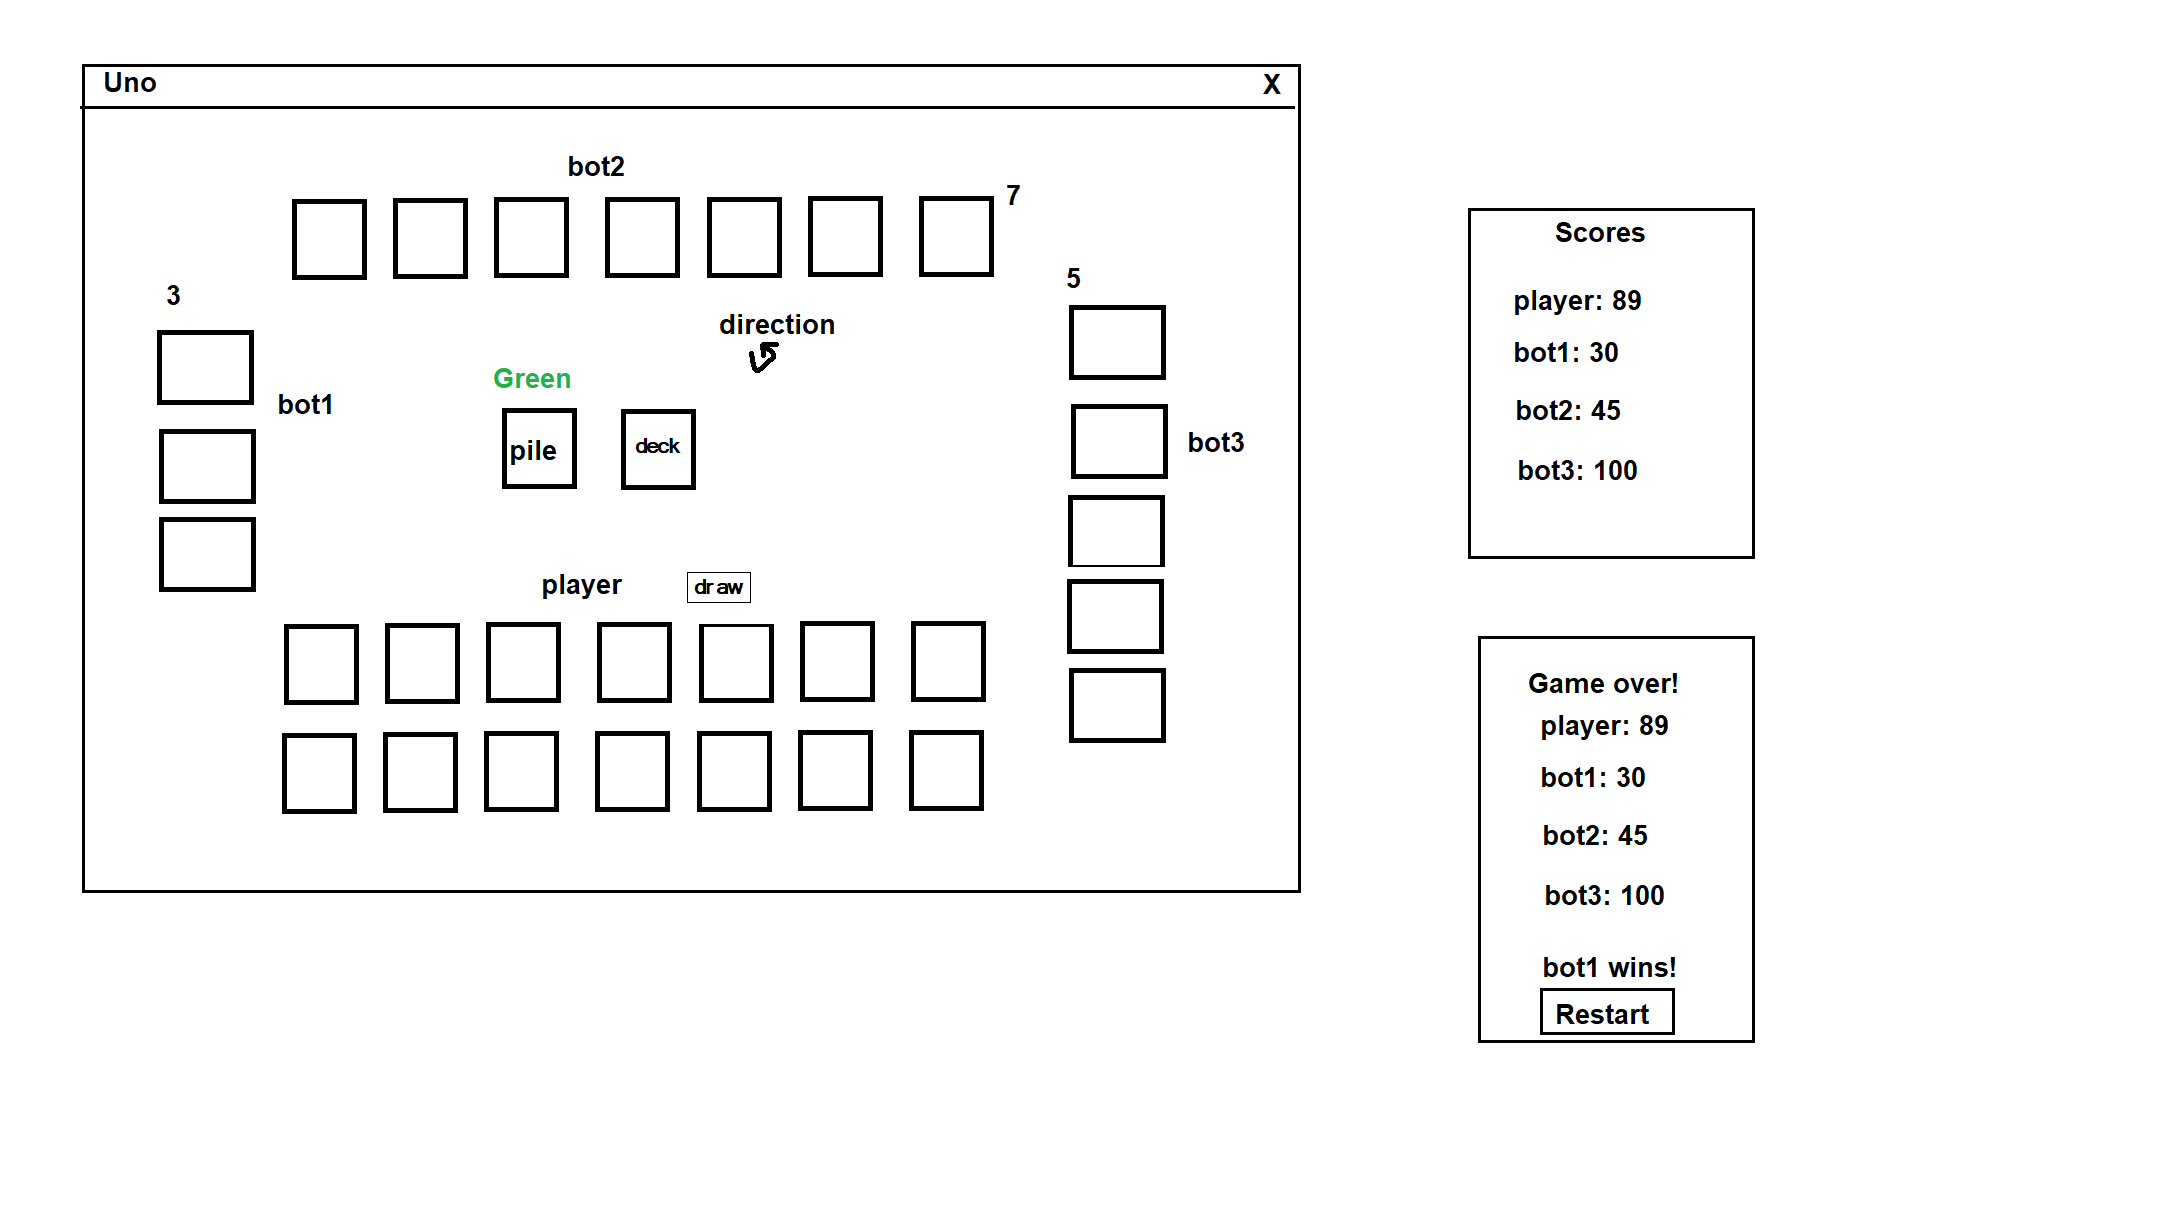 Uno
X
bot2
7
3
5
direction
Green
bot1
pile
deck
bot3
player
draw
Scores
player: 89
bot1: 30
bot2: 45
bot3: 100
Game over!
player: 89
bot1: 30
bot2: 45
bot3: 100
bot1 wins!
Restart